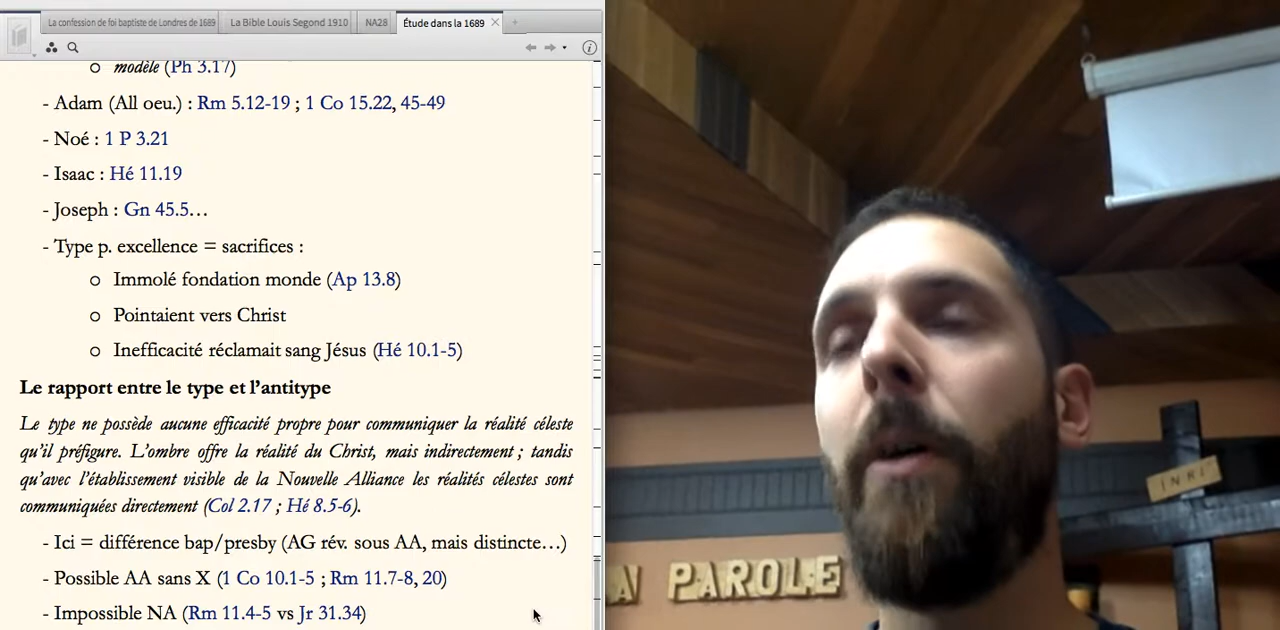 La confession de foi baptiste de Londres de 1689
La Bible Louis Segond 1910
NA28
Étude dans la 1689
o modèle (Ph 3.17)
- Adam (All oeu.) : Rm 5.12-19 ; 1 Co 15.22, 45-49
- Noé : 1 P 3.21
- Isaac : Hé 11.19
- Joseph : Gn 45.5…
- Type p. excellence = sacrifices :
o Immolé fondation monde (Ap 13.8)
o Pointaient vers Christ
o Inefficacité réclamait sang Jésus (Hé 10.1-5)
Le rapport entre le type et l'antitype
Le type ne possède aucune efficacité propre pour communiquer la réalité céleste
qu'il préfigure. L'ombre offre la réalité du Christ, mais indirectement ; tandis
qu'avec l'établissement visible de la Nouvelle Alliance les réalités célestes sont
communiquées directement (Col 2.17 ; Hé 8.5-6).
- Ici = différence bap/presby (AG rév. sous AA, mais distincte…)
- Possible AA sans X (1 Co 10.1-5 ; Rm 11.7-8, 20)
- Impossible NA (Rm 11.4-5 vs Jr 31.34)
INRI
A PAROLE